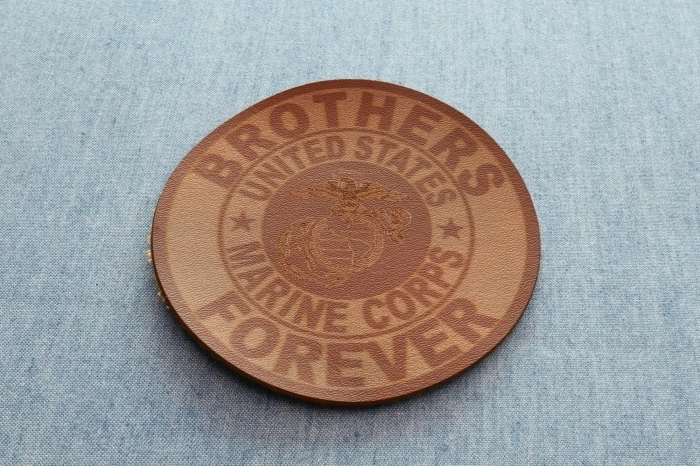 BROTHERS
UNITED STATES
MARINE CORPS
FOREVER